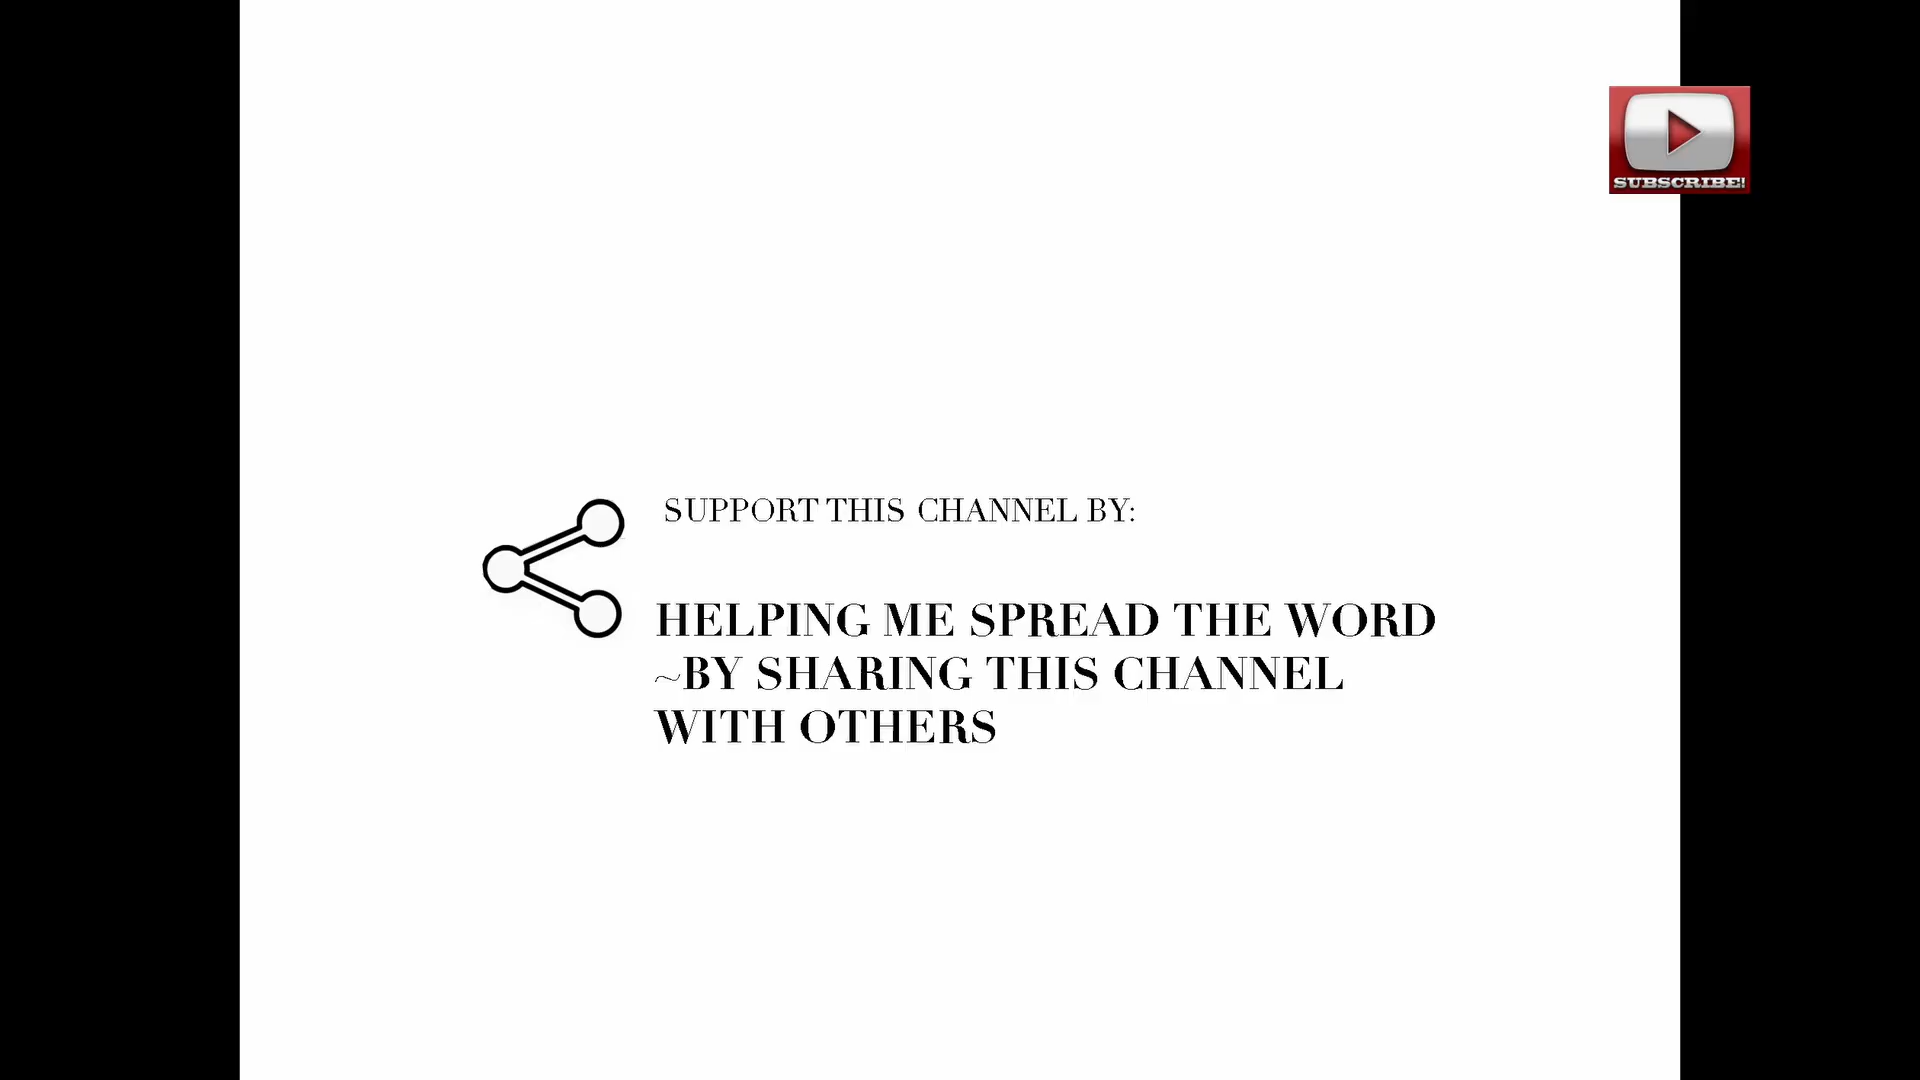 SUBSCRIBE!
SUPPORT THIS CHANNEL BY:
HELPING ME SPREAD THE WORD
~BY SHARING THIS CHANNEL
WITH OTHERS